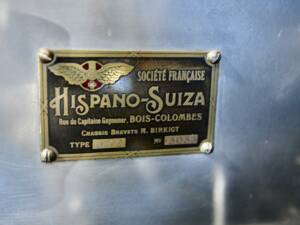 SOCIÉTÉ FRANÇAISE
HISPANO-SUIZA
Rue du Capitaine Guynemer, BOIS-COLOMBES
CHASSIS BREVETS M. BIRKIGT
TYPE No